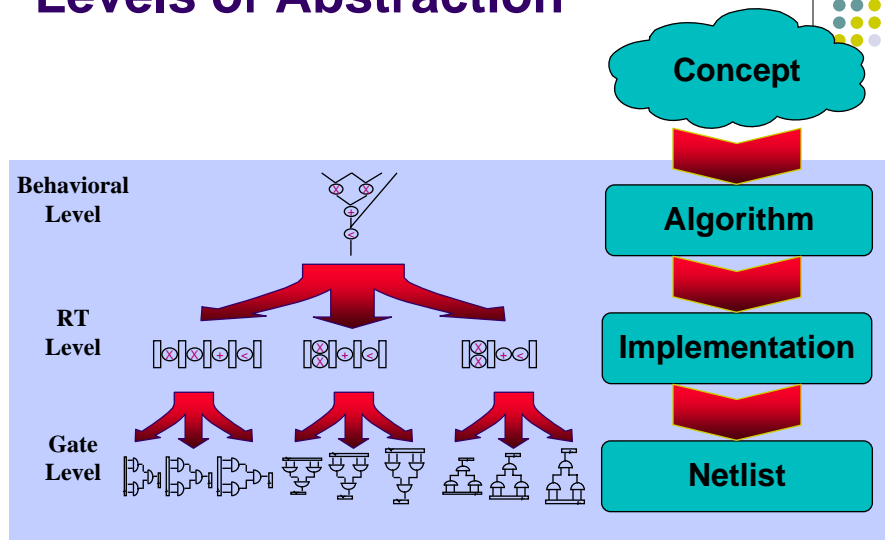 Levels of Abstraction
Concept
Behavioral
Level
X X
+
<
Algorithm
RT
Level
X X + <
X
X + <
X
X + <
Implementation
Gate
Level
Netlist